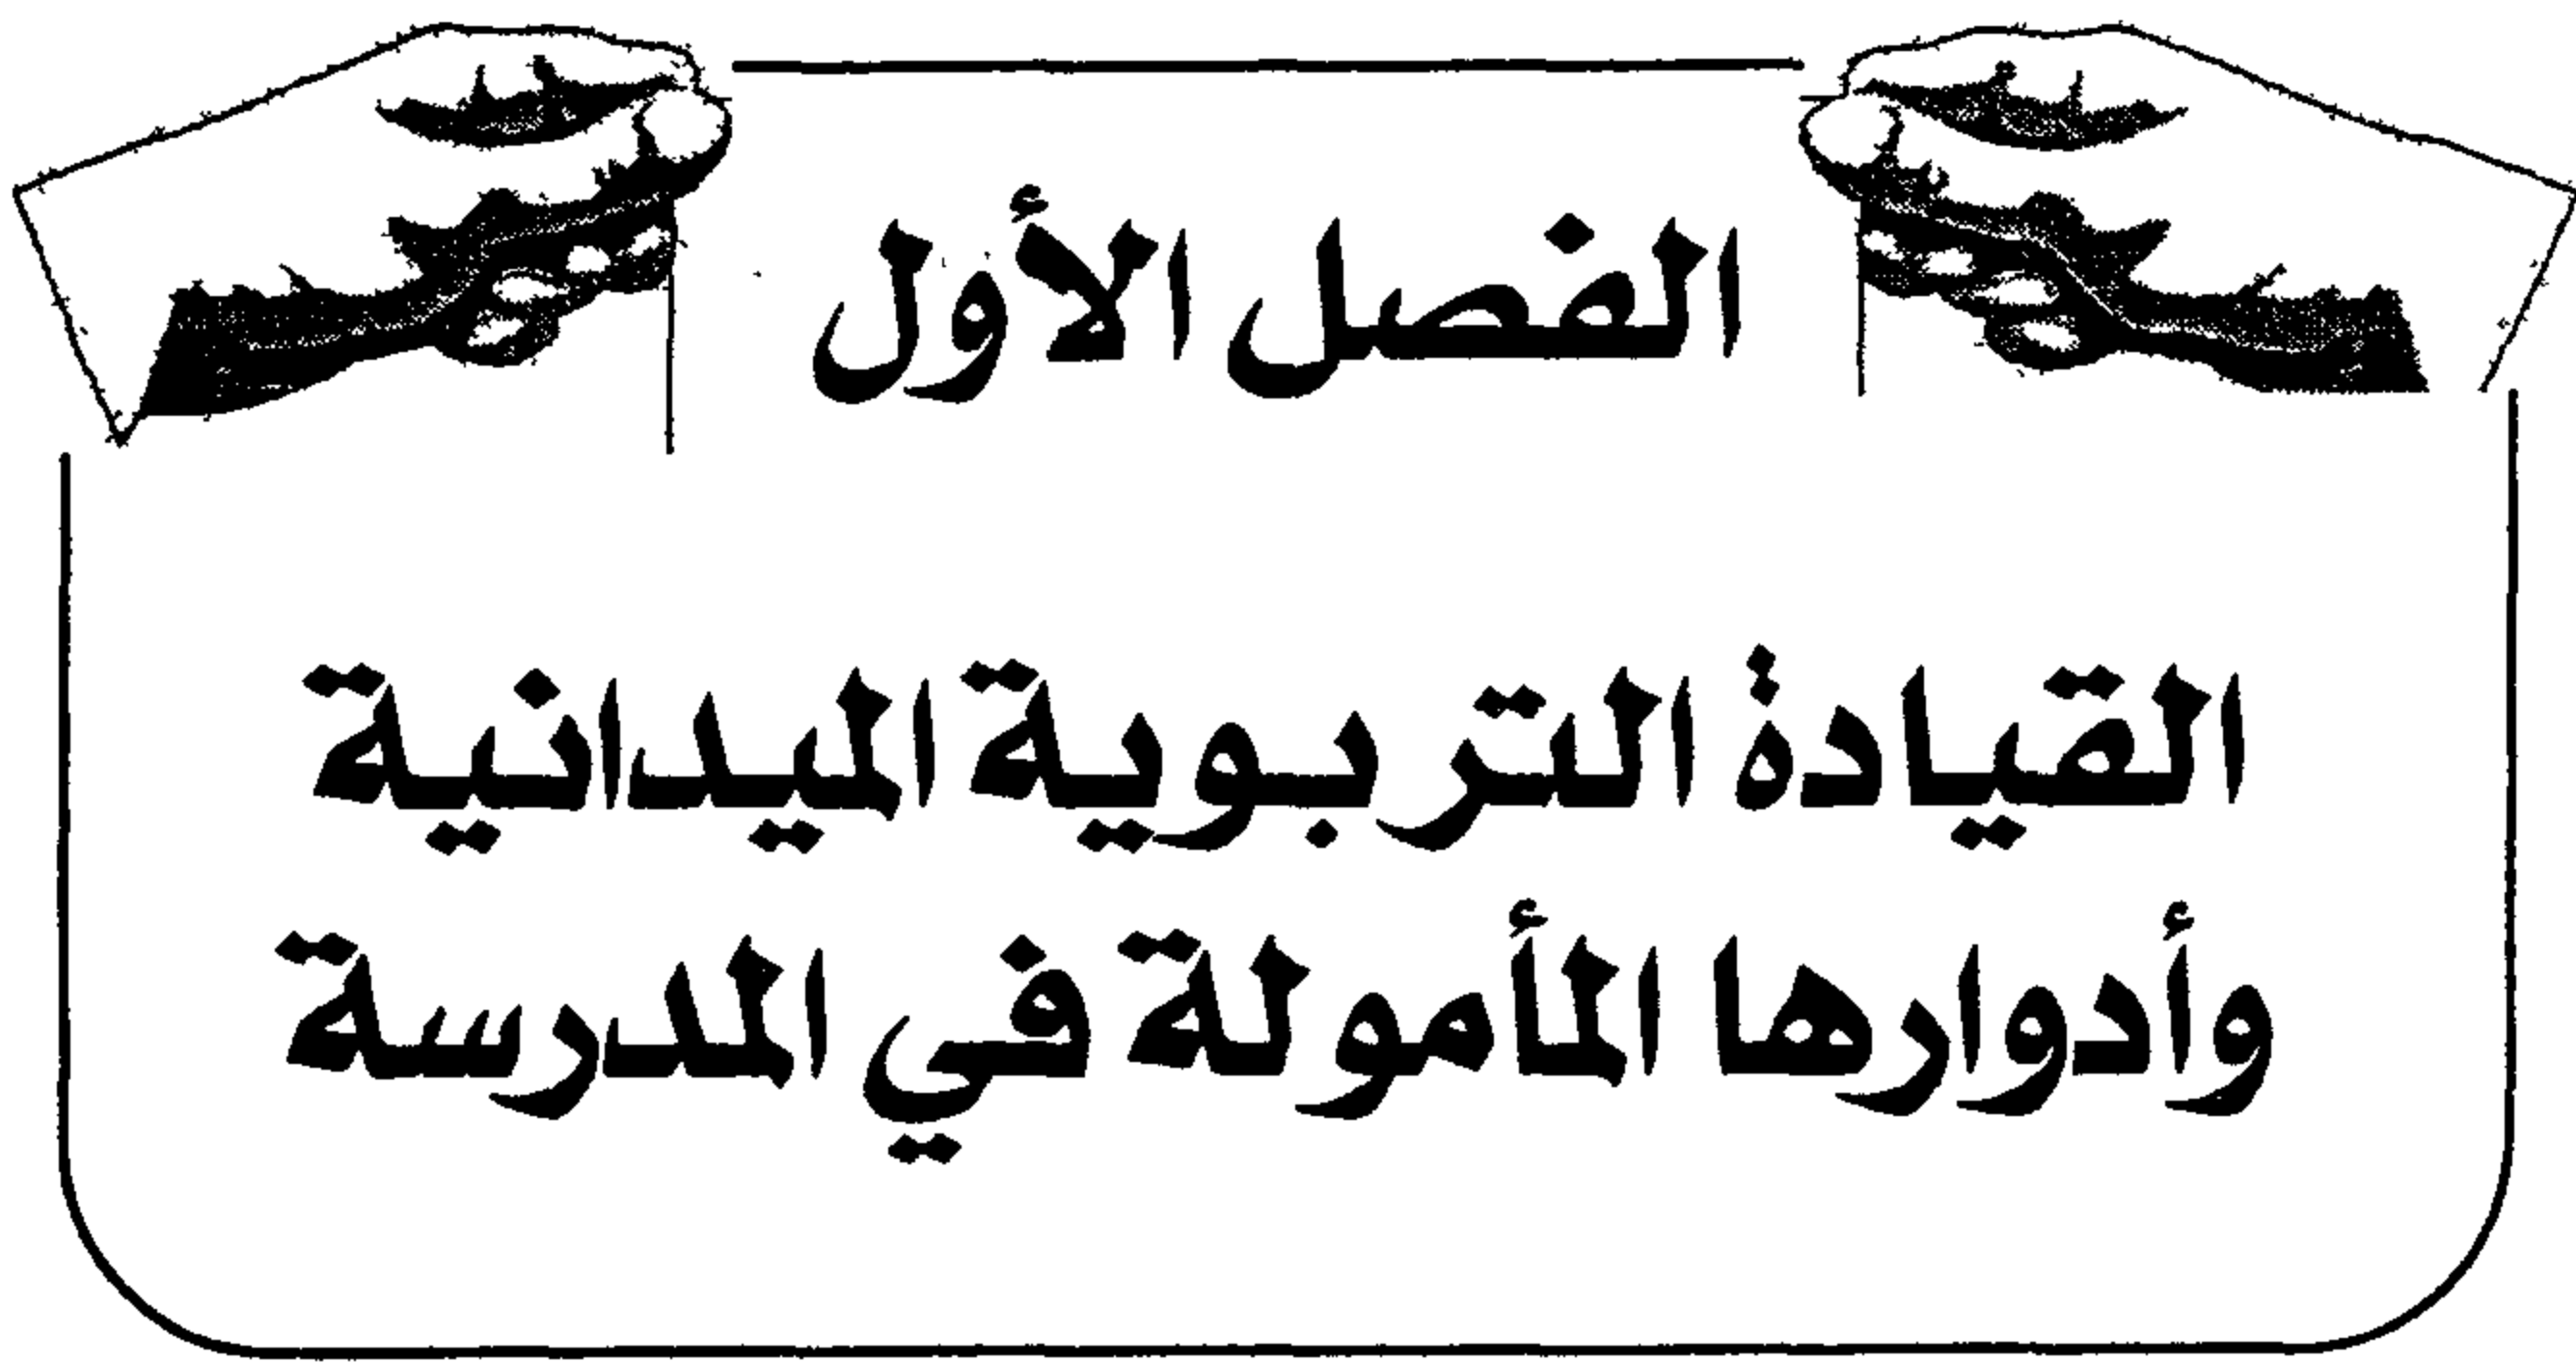 الفصل الأول
القيادة التربوية الميدانية
وأدوارها المأمولة في المدرسة